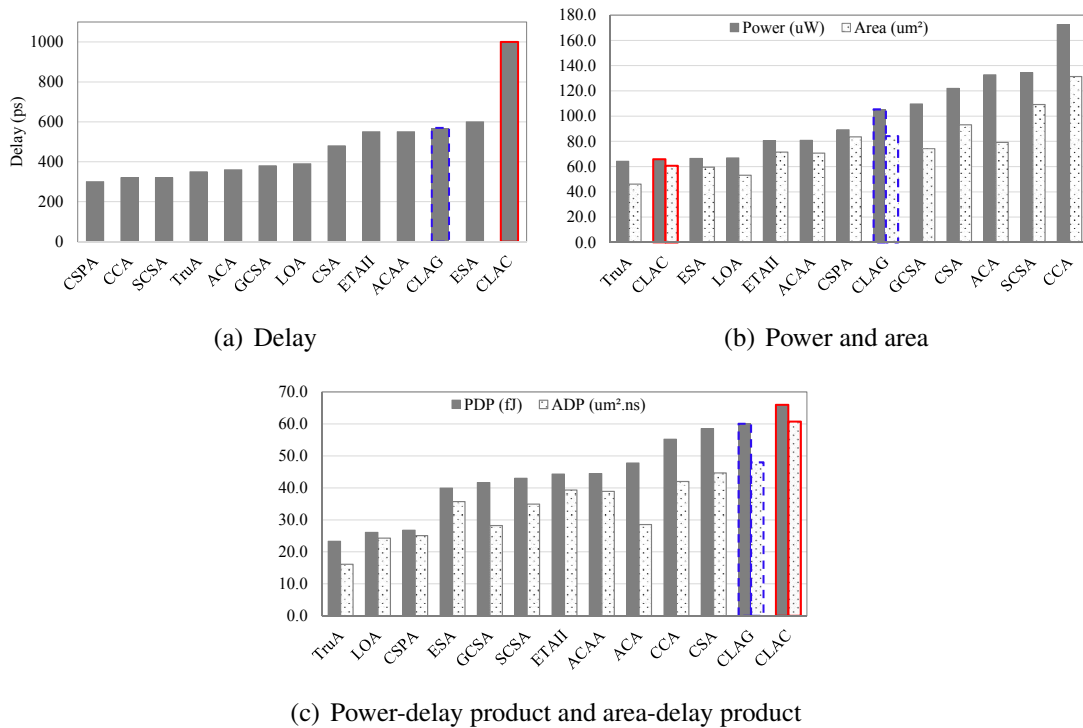 1000
800
600
400
200
0
Delay (ps)
CSPA
CCA
SCSA
TruA
ACA
GCSA
LOA
CSA
ETAII
ACAA
CLAG
ESA
CLAC
(a) Delay
180.0
160.0
140.0
120.0
100.0
80.0
60.0
40.0
20.0
0.0
Power (uW) Area (um²)
TruA
CLAC
ESA
LOA
ETAII
ACAA
CSPA
CLAG
GCSA
CSA
ACA
SCSA
CCA
(b) Power and area
70.0
60.0
50.0
40.0
30.0
20.0
10.0
0.0
PDP (fJ) ADP (um².ns)
TruA
LOA
CSPA
ESA
GCSA
SCSA
ETAII
ACAA
ACA
CCA
CSA
CLAG
CLAC
(c) Power-delay product and area-delay product